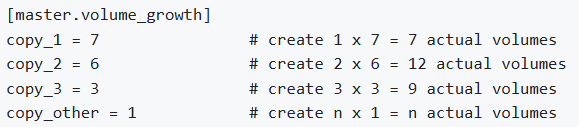 [master.volume_growth]
copy_1 = 7                # create 1 x 7 = 7 actual volumes
copy_2 = 6                # create 2 x 6 = 12 actual volumes
copy_3 = 3                # create 3 x 3 = 9 actual volumes
copy_other = 1            # create n x 1 = n actual volumes